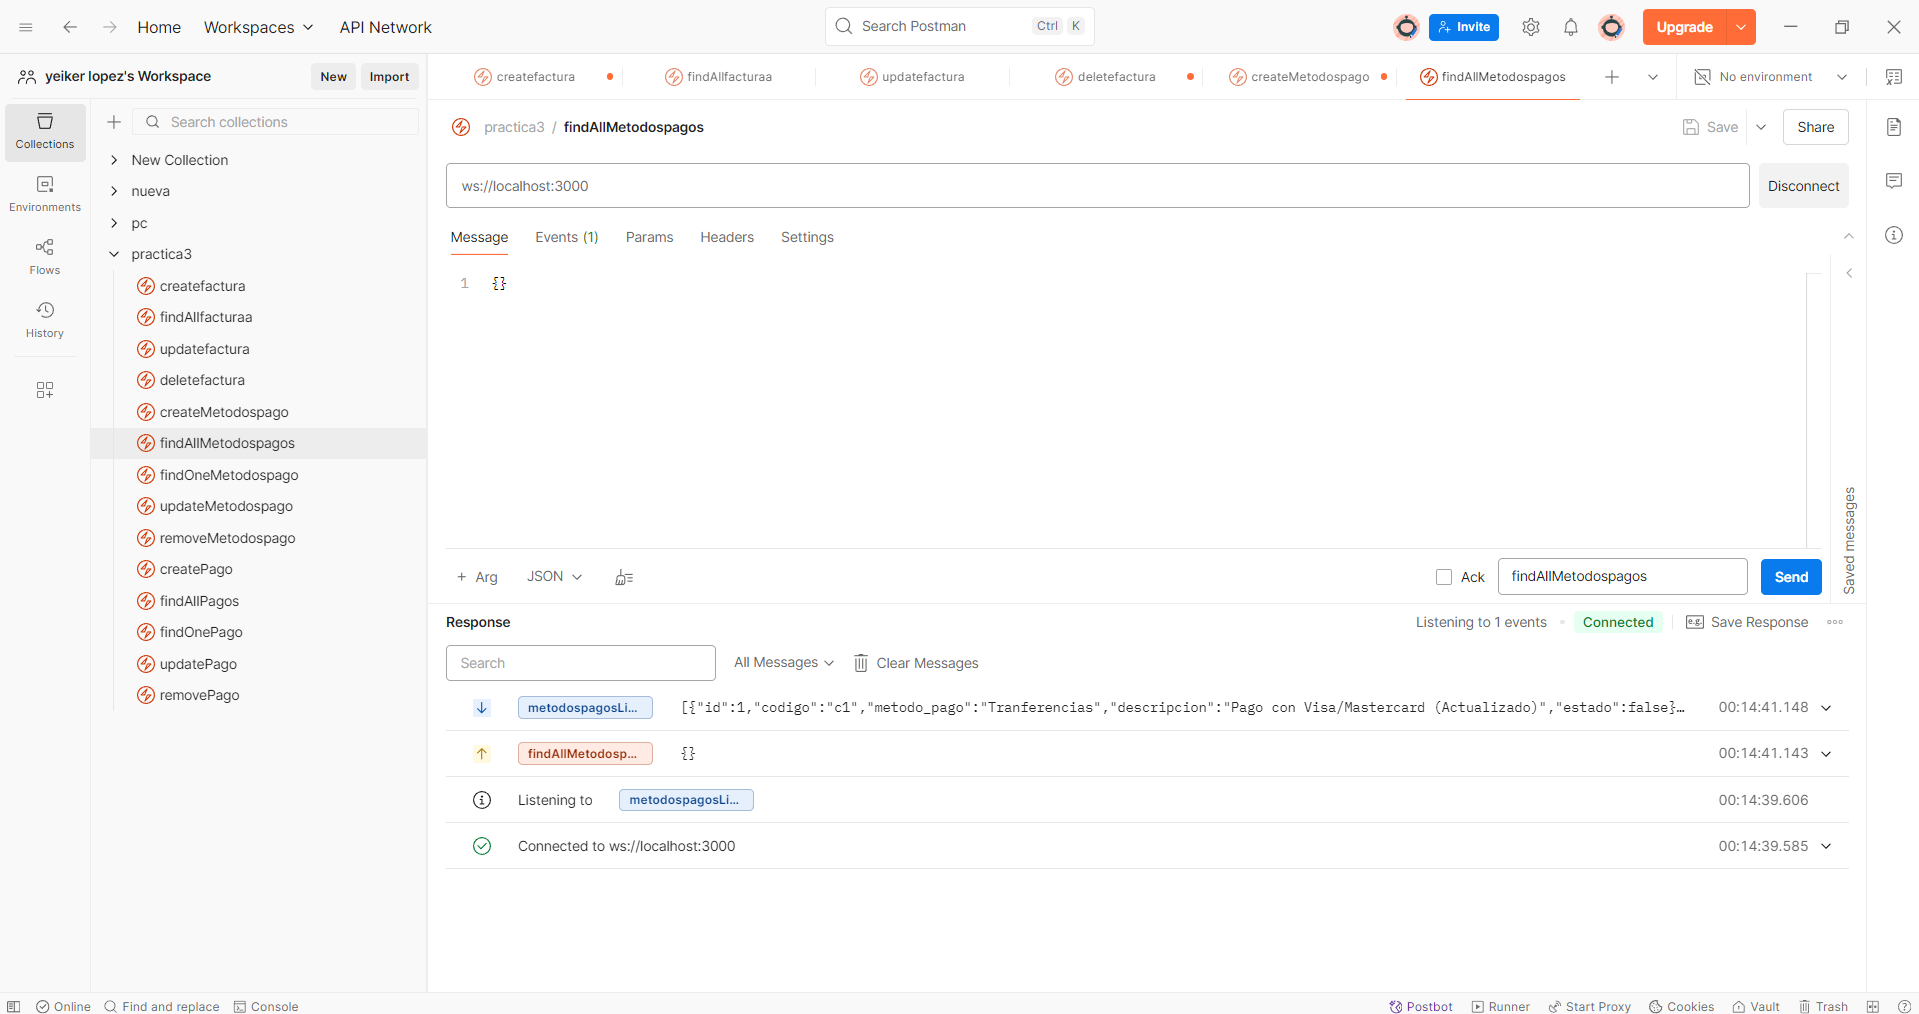 Home Workspaces API Network Search Postman Ctrl K Invite Upgrade
yeiker lopez's Workspace New Import createfactura findAllfacturaa updatefactura deletefactura createMetodospago findAllMetodospagos No environment
Collections
Search collections
practica3 / findAllMetodospagos Save Share
New Collection
nueva
pc
practica3
createfactura
findAllfacturaa
updatefactura
deletefactura
createMetodospago
findAllMetodospagos
findOneMetodospago
updateMetodospago
removeMetodospago
createPago
findAllPagos
findOnePago
updatePago
removePago
Environments
Flows
History
ws://localhost:3000 Disconnect
Message Events (1) Params Headers Settings
1 {}
Saved messages
+ Arg JSON Ack findAllMetodospagos Send
Response Listening to 1 events Connected e.g. Save Response
Search All Messages Clear Messages
metodospagosLi... [{"id":1,"codigo":"c1","metodo_pago":"Tranferencias","descripcion":"Pago con Visa/Mastercard (Actualizado)","estado":false}… 00:14:41.148
findAllMetodosp... {} 00:14:41.143
Listening to metodospagosLi... 00:14:39.606
Connected to ws://localhost:3000 00:14:39.585
Online Find and replace Console Postbot Runner Start Proxy Cookies Vault Trash